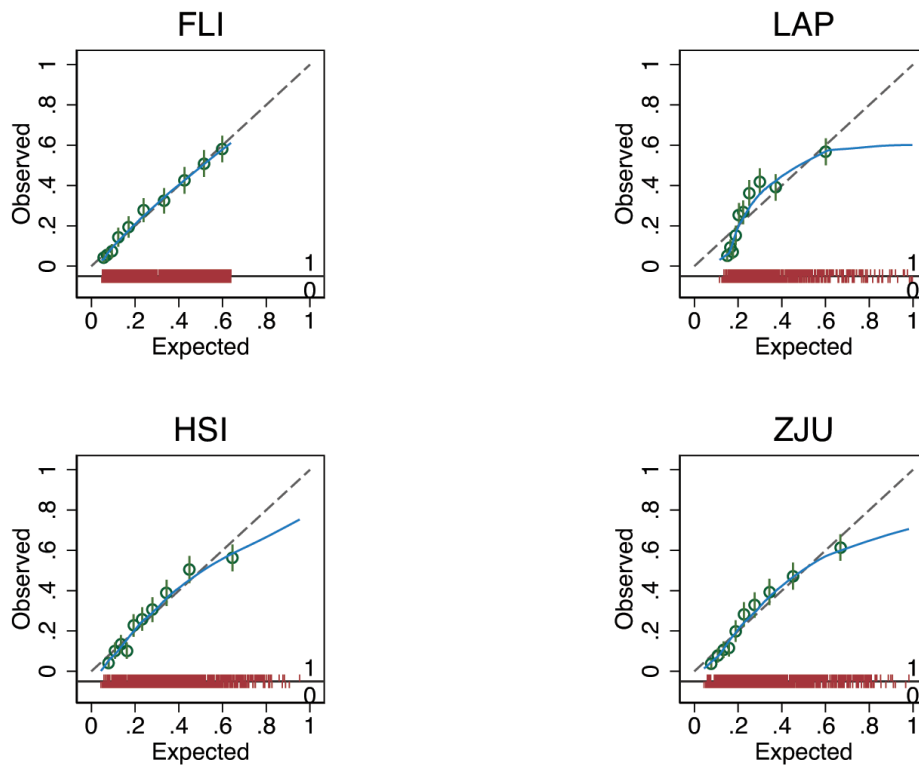 FLI
Observed
0 .2 .4 .6 .8 1
1
0
0 .2 .4 .6 .8 1
Expected
LAP
Observed
0 .2 .4 .6 .8 1
1
0
0 .2 .4 .6 .8 1
Expected
HSI
Observed
0 .2 .4 .6 .8 1
1
0
0 .2 .4 .6 .8 1
Expected
ZJU
Observed
0 .2 .4 .6 .8 1
1
0
0 .2 .4 .6 .8 1
Expected